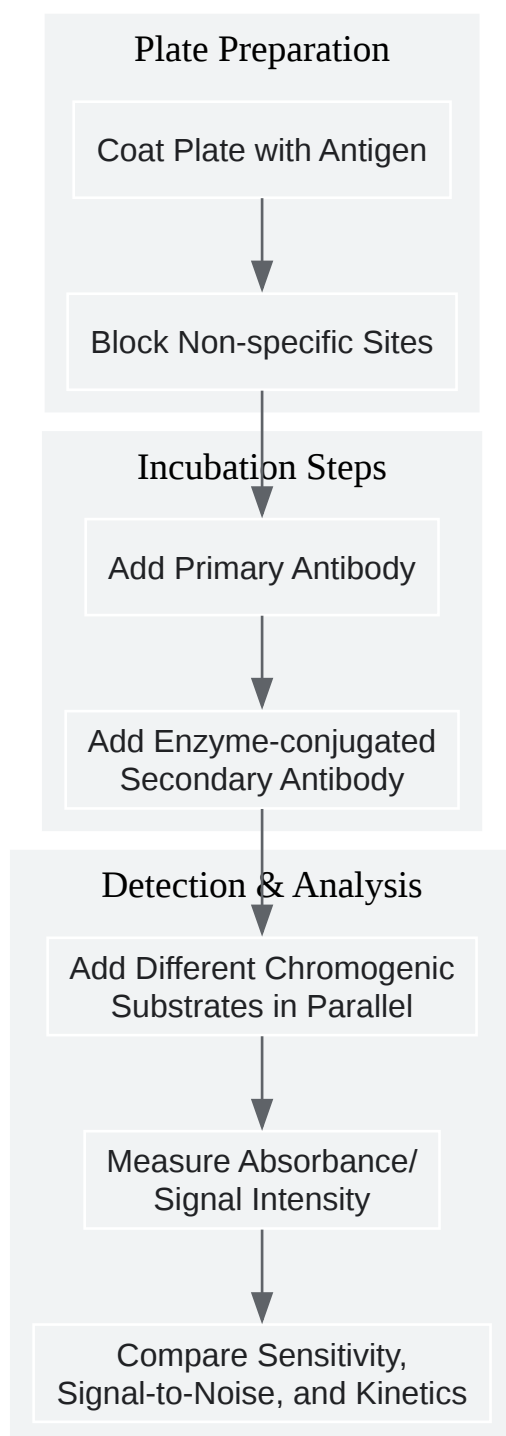 Plate Preparation
Coat Plate with Antigen
Block Non-specific Sites
Incubation Steps
Add Primary Antibody
Add Enzyme-conjugated
Secondary Antibody
Detection & Analysis
Add Different Chromogenic
Substrates in Parallel
Measure Absorbance/
Signal Intensity
Compare Sensitivity,
Signal-to-Noise, and Kinetics